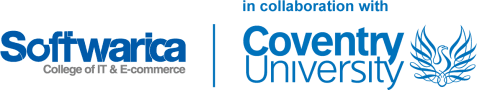 Softwarica
College of IT & E-commerce
in collaboration with
Coventry
University